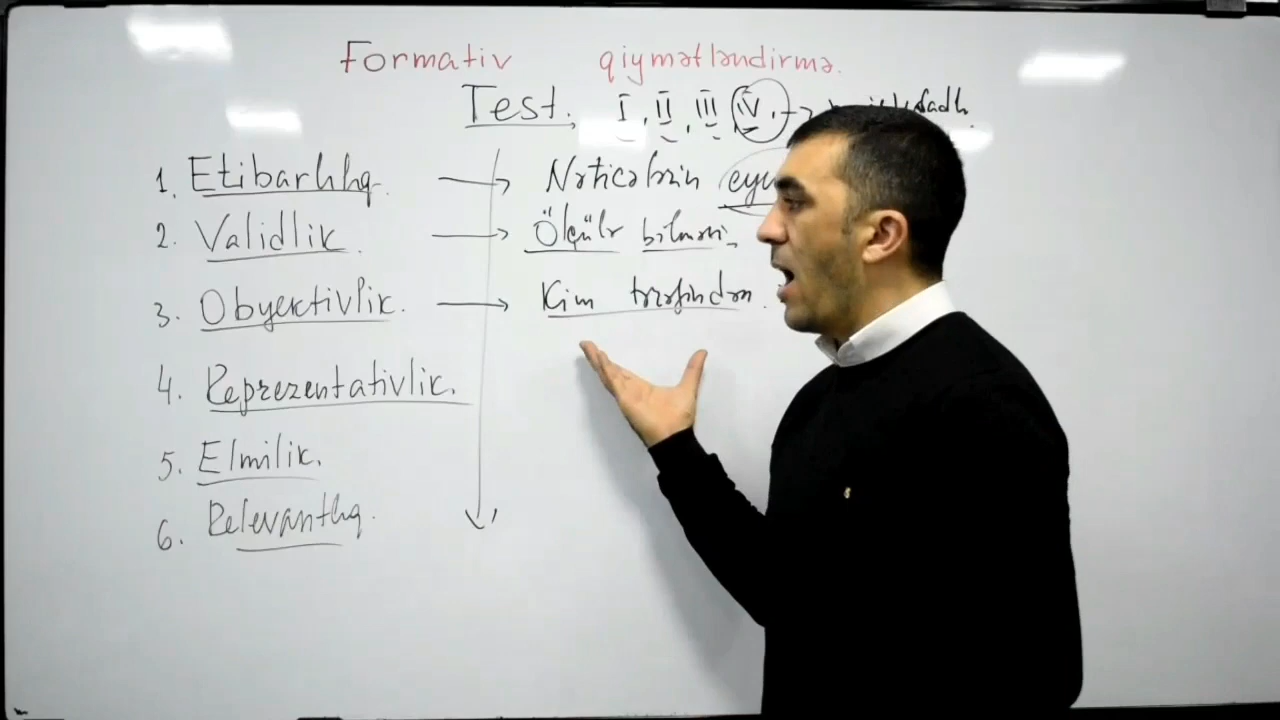 Formativ qiymətləndirmə.
Test. I, II, III, IV. →
1. Etibarlılıq. → Nəticələrin
2. Validlik. → Ölçülə bilməsi,
3. Obyektivlik. → Kim tərəfindən.
4. Reprezentativlik.
5. Elmilik.
6. Relevantlıq.